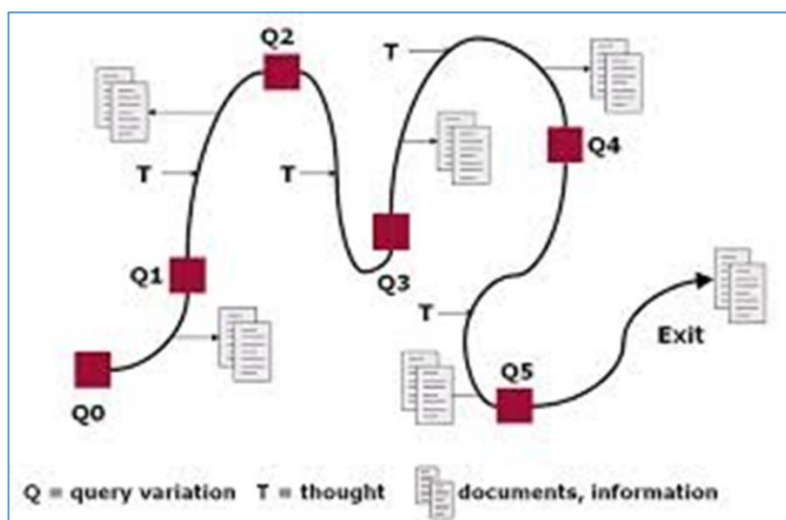 Q2
T
Q4
T
T
Q1
Q3
T
Exit
Q5
Q0
Q = query variation T = thought documents, information